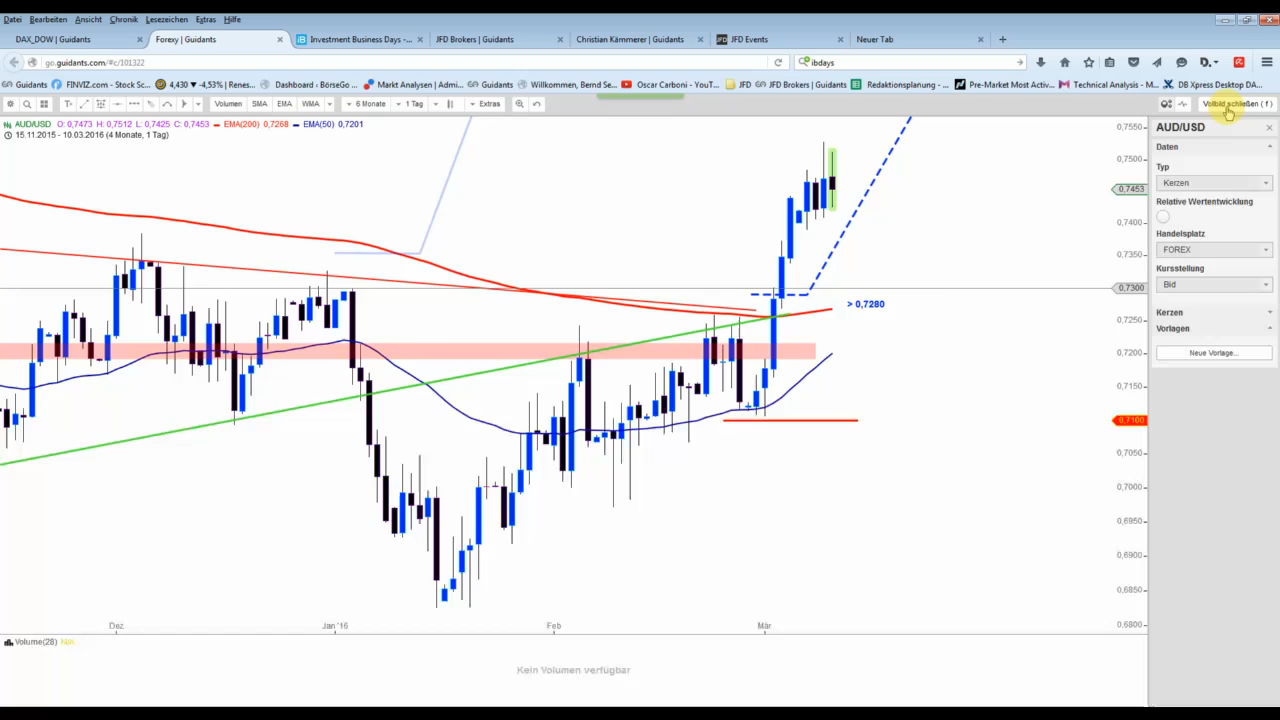 Datei Bearbeiten Ansicht Chronik Lesezeichen Extras Hilfe
DAX_DOW | Guidants × Forexy | Guidants × iB Investment Business Days -... × JFD Brokers | Guidants × Christian Kämmerer | Guidants × JFD JFD Events × Neuer Tab × +
go.guidants.com/#c/101322 ibdays
Guidants FINVIZ.com - Stock Sc... 4,430 ▾ -4,53% | Renes... Dashboard ‹ BörseGo ... Markt Analysen | Admi... Guidants Willkommen, Bernd Se... Oscar Carboni - YouT... JFD JFD Brokers | Guidants Redaktionsplanung - ... Pre-Market Most Activ... Technical Analysis - M... DB Xpress Desktop DA...
Volumen SMA EMA WMA 6 Monate 1 Tag Extras Vollbild schließen ( f )
AUD/USD O: 0,7473 H: 0,7512 L: 0,7425 C: 0,7453 EMA(200) 0,7268 EMA(50) 0,7201
15.11.2015 - 10.03.2016 (4 Monate, 1 Tag)
0,7550
0,7500
0,7453
0,7400
0,7350
0,7300
> 0,7280
0,7250
0,7200
0,7150
0,7100
0,7050
0,7000
0,6950
0,6900
0,6850
0,6800
Dez Jan '16 Feb Mär
Volume(28)
Kein Volumen verfügbar
AUD/USD ×
Daten
Typ
Kerzen
Relative Wertentwicklung
Handelsplatz
FOREX
Kursstellung
Bid
Kerzen
Vorlagen
Neue Vorlage...